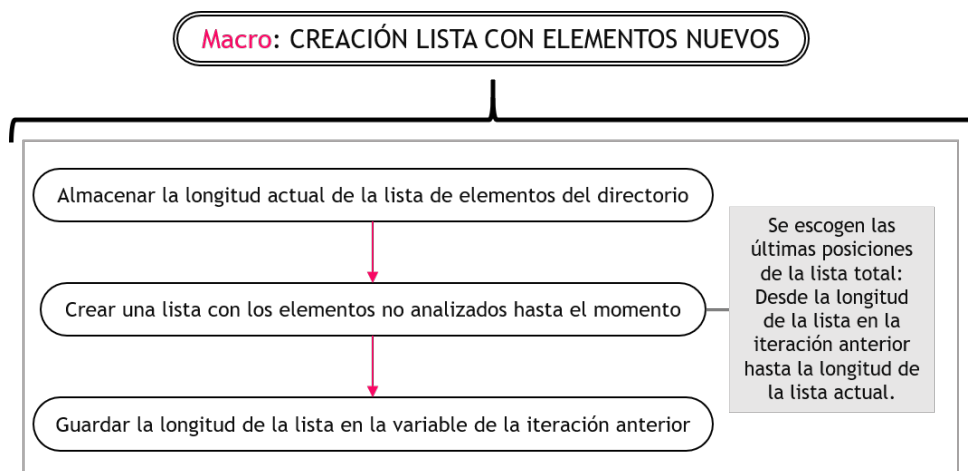 Macro: CREACIÓN LISTA CON ELEMENTOS NUEVOS
Almacenar la longitud actual de la lista de elementos del directorio
Crear una lista con los elementos no analizados hasta el momento
Se escogen las
últimas posiciones
de la lista total:
Desde la longitud
de la lista en la
iteración anterior
hasta la longitud de
la lista actual.
Guardar la longitud de la lista en la variable de la iteración anterior